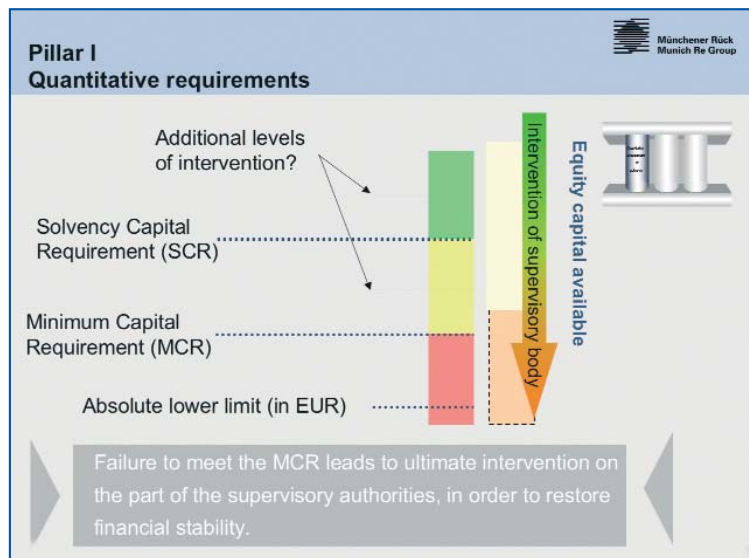 Pillar I
Quantitative requirements
Münchener Rück
Munich Re Group
Additional levels
of intervention?
Solvency Capital
Requirement (SCR)
Minimum Capital
Requirement (MCR)
Absolute lower limit (in EUR)
Intervention of supervisory body
Equity capital available
Failure to meet the MCR leads to ultimate intervention on
the part of the supervisory authorities, in order to restore
financial stability.